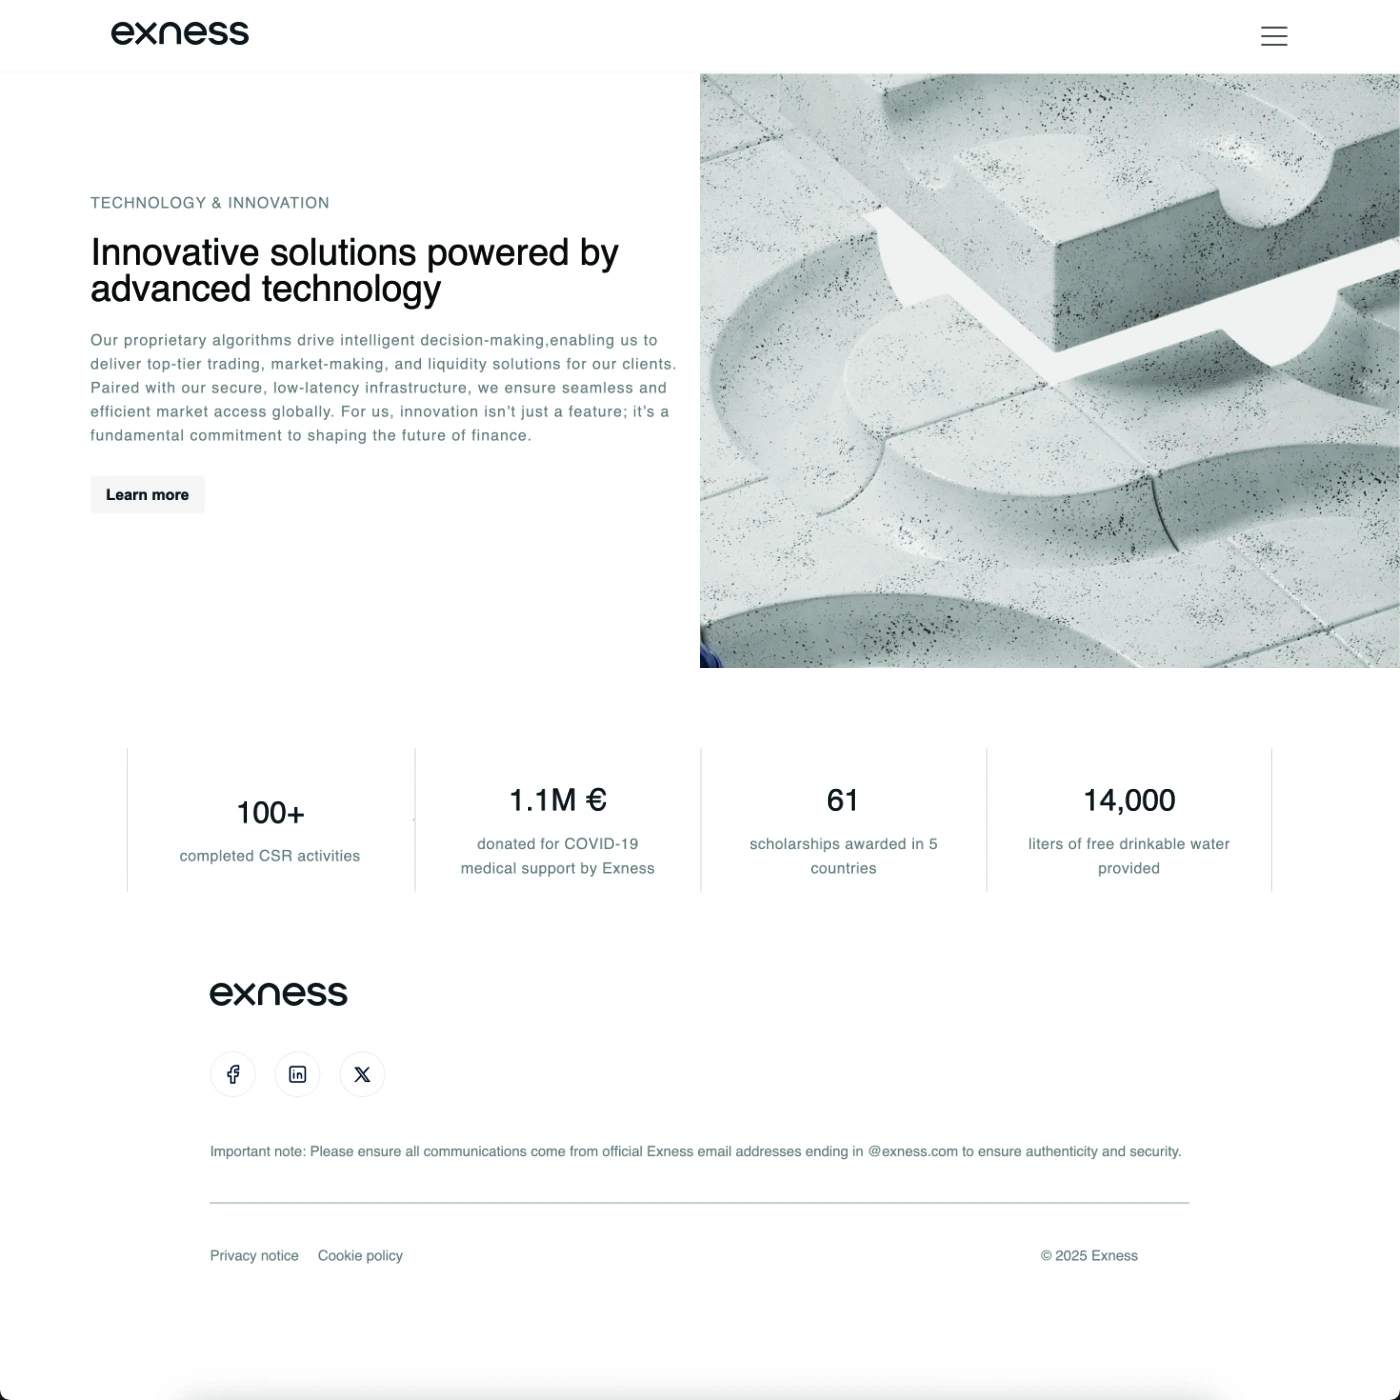 exness
TECHNOLOGY & INNOVATION
Innovative solutions powered by
advanced technology
Our proprietary algorithms drive intelligent decision-making,enabling us to
deliver top-tier trading, market-making, and liquidity solutions for our clients.
Paired with our secure, low-latency infrastructure, we ensure seamless and
efficient market access globally. For us, innovation isn't just a feature; it's a
fundamental commitment to shaping the future of finance.
Learn more
100+
completed CSR activities
1.1M €
donated for COVID-19
medical support by Exness
61
scholarships awarded in 5
countries
14,000
liters of free drinkable water
provided
exness
Important note: Please ensure all communications come from official Exness email addresses ending in @exness.com to ensure authenticity and security.
Privacy notice Cookie policy © 2025 Exness